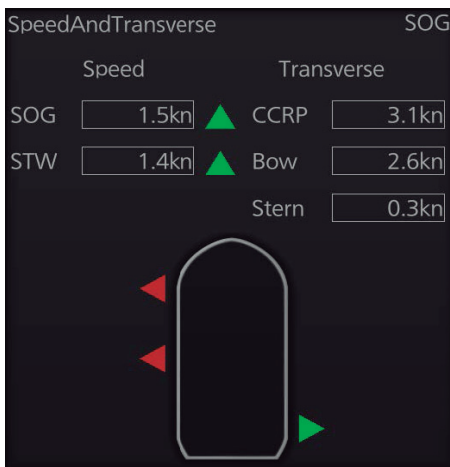 SpeedAndTransverse SOG
Speed Transverse
SOG 1.5kn CCRP 3.1kn
STW 1.4kn Bow 2.6kn
Stern 0.3kn